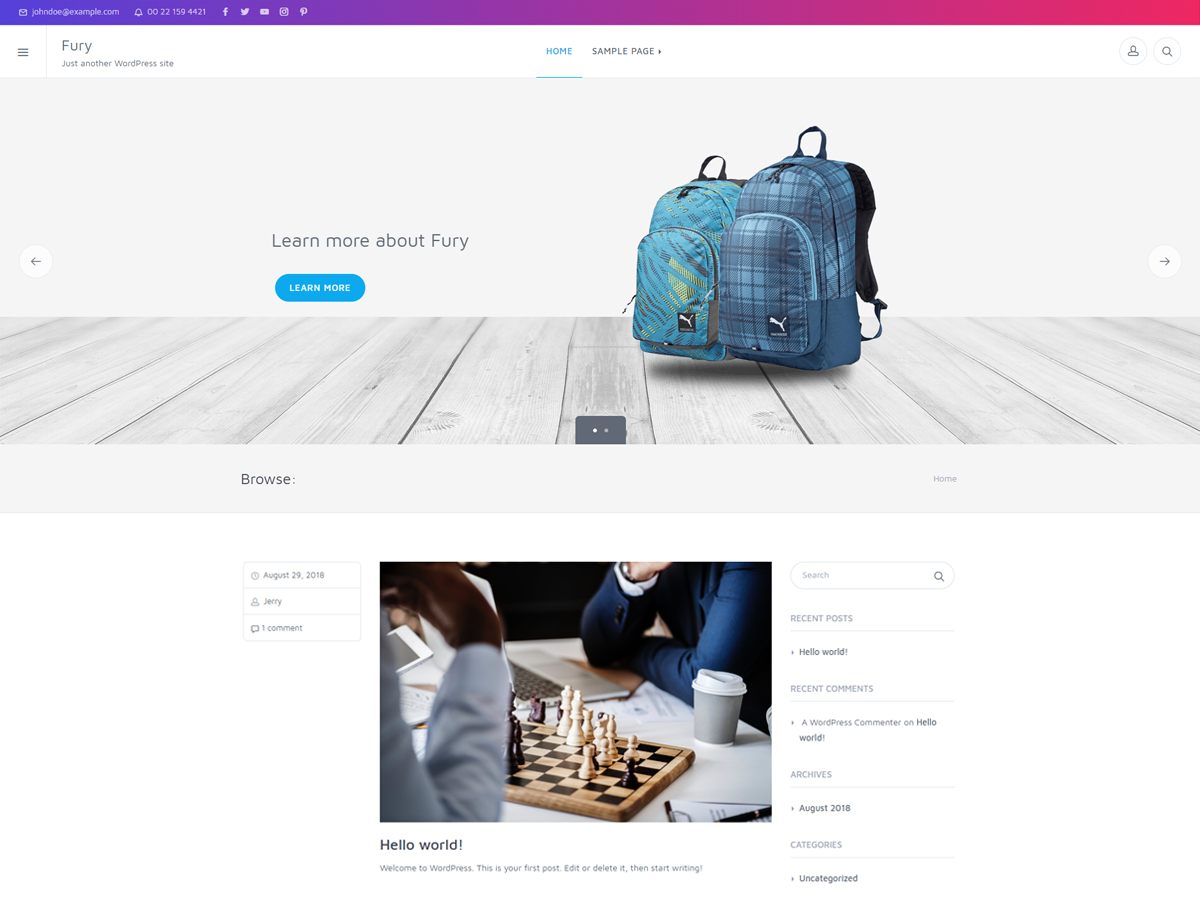 johndoe@example.com 00 22 159 4421
Fury
Just another WordPress site
HOME SAMPLE PAGE
Learn more about Fury
LEARN MORE
Browse:
Home
August 29, 2018
Jerry
1 comment
Hello world!
Welcome to WordPress. This is your first post. Edit or delete it, then start writing!
Search
RECENT POSTS
Hello world!
RECENT COMMENTS
A WordPress Commenter on Hello
world!
ARCHIVES
August 2018
CATEGORIES
Uncategorized